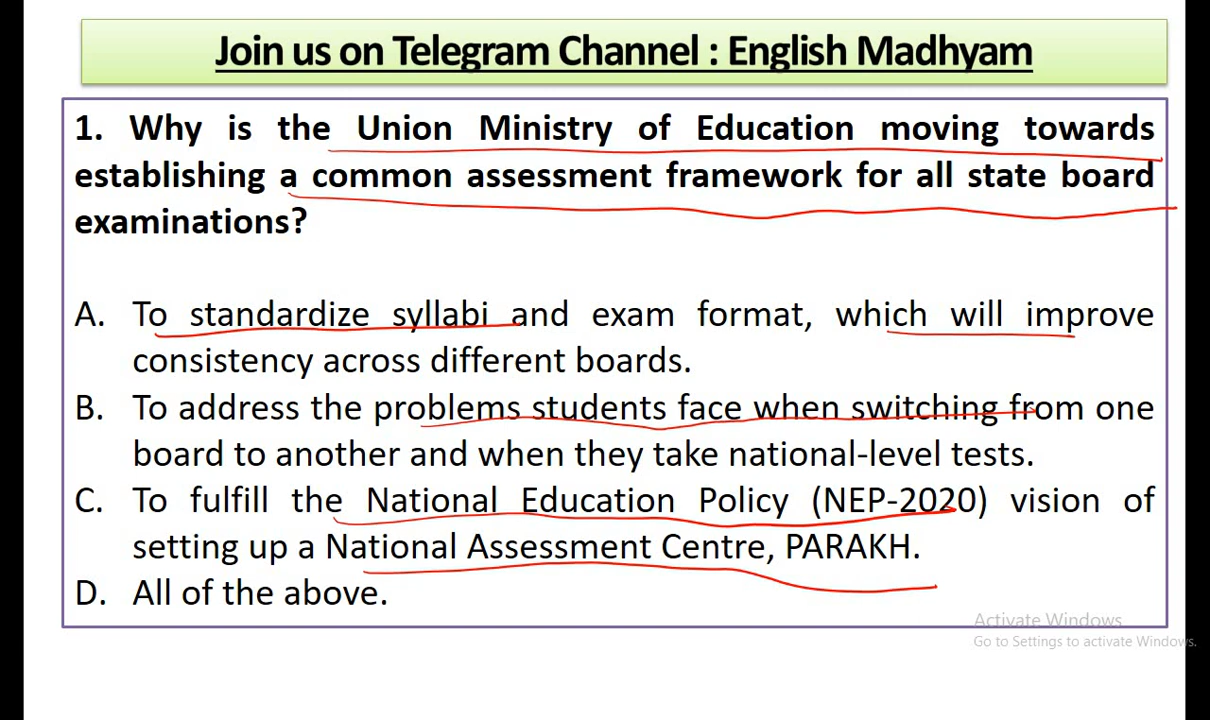 Join us on Telegram Channel : English Madhyam
1. Why is the Union Ministry of Education moving towards
establishing a common assessment framework for all state board
examinations?
A. To standardize syllabi and exam format, which will improve
consistency across different boards.
B. To address the problems students face when switching from one
board to another and when they take national-level tests.
C. To fulfill the National Education Policy (NEP-2020) vision of
setting up a National Assessment Centre, PARAKH.
D. All of the above.
Activate Windows
Go to Settings to activate Windows.